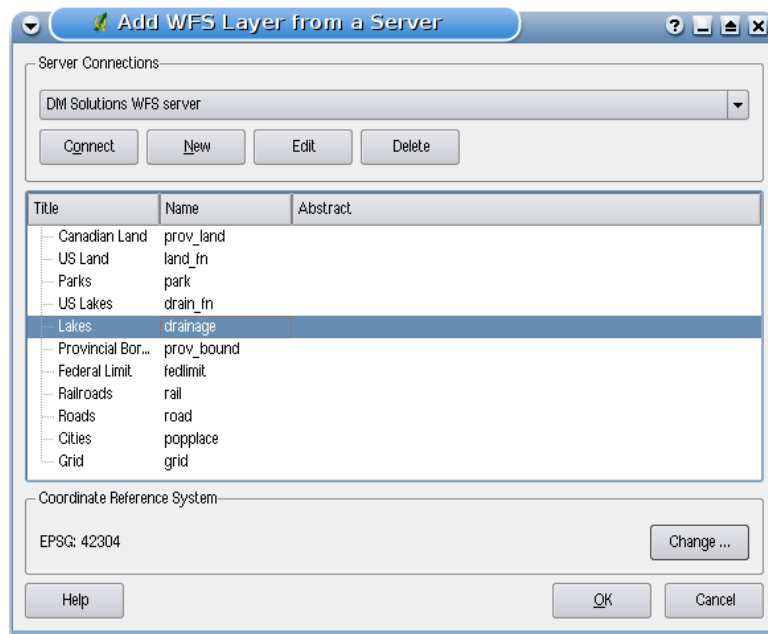 Add WFS Layer from a Server
Server Connections
DM Solutions WFS server
Connect New Edit Delete
Title Name Abstract
Canadian Land prov_land
US Land land_fn
Parks park
US Lakes drain_fn
Lakes drainage
Provincial Bor... prov_bound
Federal Limit fedlimit
Railroads rail
Roads road
Cities popplace
Grid grid
Coordinate Reference System
EPSG: 42304
Change ...
Help OK Cancel